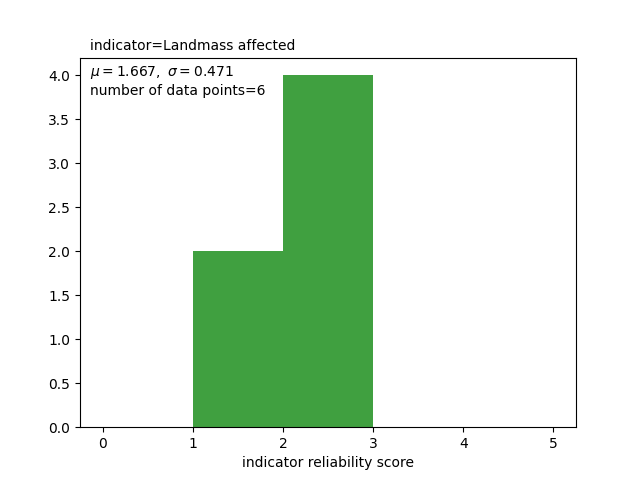 indicator=Landmass affected
μ = 1.667, σ = 0.471
number of data points=6
4.0
3.5
3.0
2.5
2.0
1.5
1.0
0.5
0.0
0 1 2 3 4 5
indicator reliability score